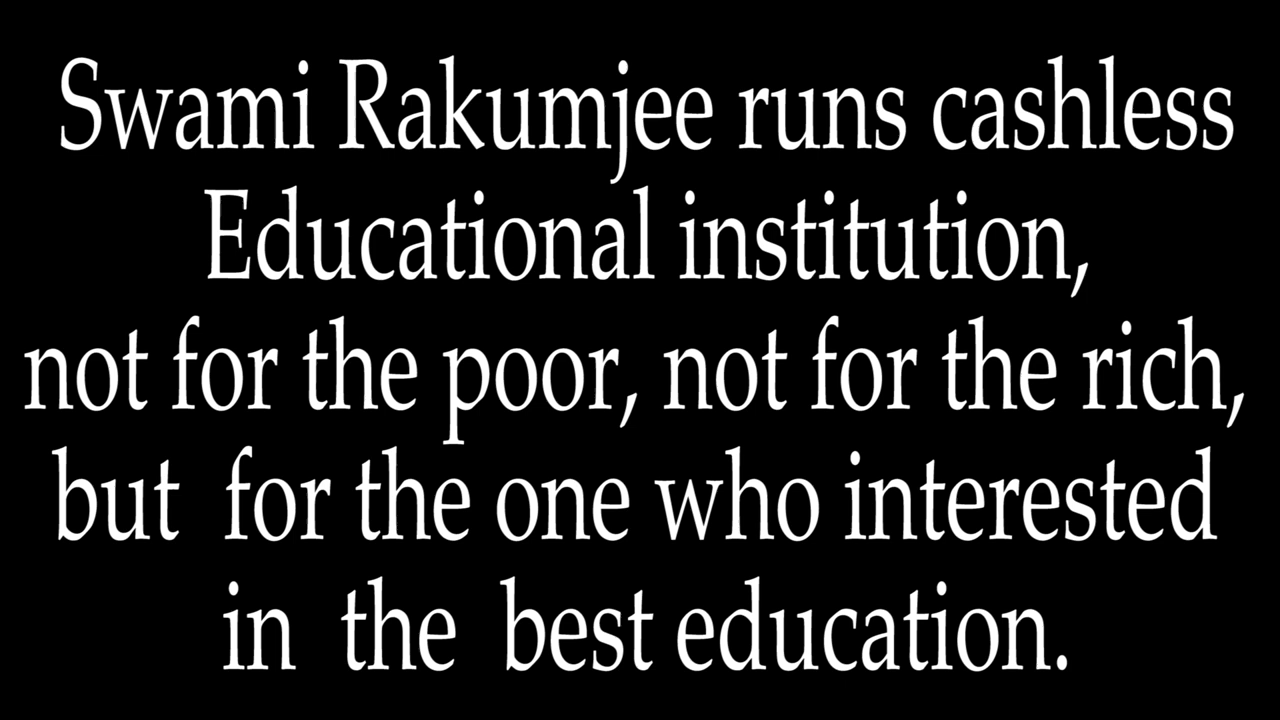 Swami Rakumjee runs cashless
Educational institution,
not for the poor, not for the rich,
but for the one who interested
in the best education.